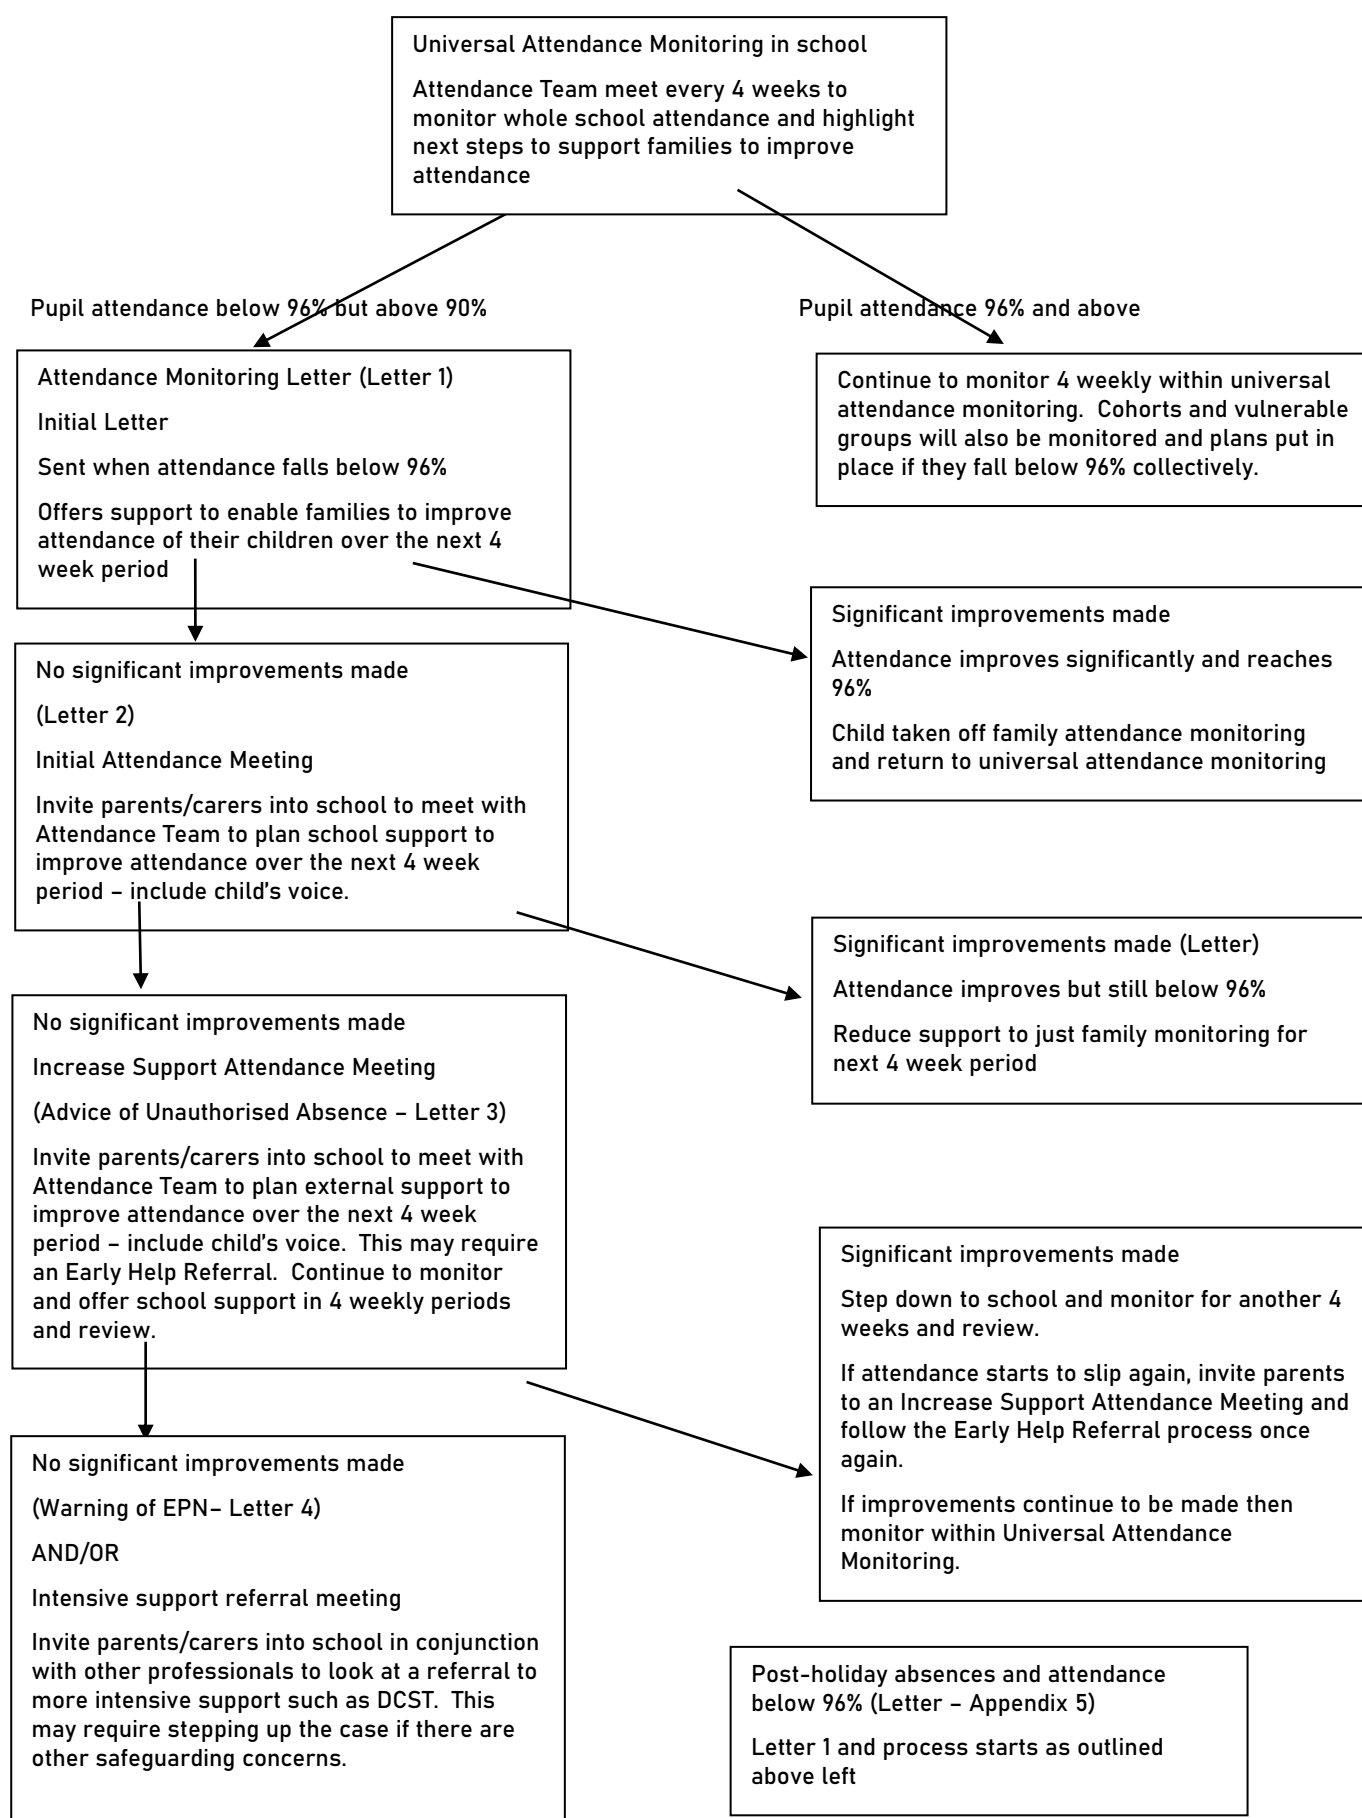 Universal Attendance Monitoring in school
Attendance Team meet every 4 weeks to
monitor whole school attendance and highlight
next steps to support families to improve
attendance
Pupil attendance below 96% but above 90%
Pupil attendance 96% and above
Attendance Monitoring Letter (Letter 1)
Initial Letter
Sent when attendance falls below 96%
Offers support to enable families to improve
attendance of their children over the next 4
week period
Continue to monitor 4 weekly within universal
attendance monitoring.  Cohorts and vulnerable
groups will also be monitored and plans put in
place if they fall below 96% collectively.
Significant improvements made
Attendance improves significantly and reaches
96%
Child taken off family attendance monitoring
and return to universal attendance monitoring
No significant improvements made
(Letter 2)
Initial Attendance Meeting
Invite parents/carers into school to meet with
Attendance Team to plan school support to
improve attendance over the next 4 week
period – include child's voice.
Significant improvements made (Letter)
Attendance improves but still below 96%
Reduce support to just family monitoring for
next 4 week period
No significant improvements made
Increase Support Attendance Meeting
(Advice of Unauthorised Absence – Letter 3)
Invite parents/carers into school to meet with
Attendance Team to plan external support to
improve attendance over the next 4 week
period – include child's voice.  This may require
an Early Help Referral.  Continue to monitor
and offer school support in 4 weekly periods
and review.
Significant improvements made
Step down to school and monitor for another 4
weeks and review.
If attendance starts to slip again, invite parents
to an Increase Support Attendance Meeting and
follow the Early Help Referral process once
again.
If improvements continue to be made then
monitor within Universal Attendance
Monitoring.
No significant improvements made
(Warning of EPN– Letter 4)
AND/OR
Intensive support referral meeting
Invite parents/carers into school in conjunction
with other professionals to look at a referral to
more intensive support such as DCST.  This
may require stepping up the case if there are
other safeguarding concerns.
Post-holiday absences and attendance
below 96% (Letter – Appendix 5)
Letter 1 and process starts as outlined
above left